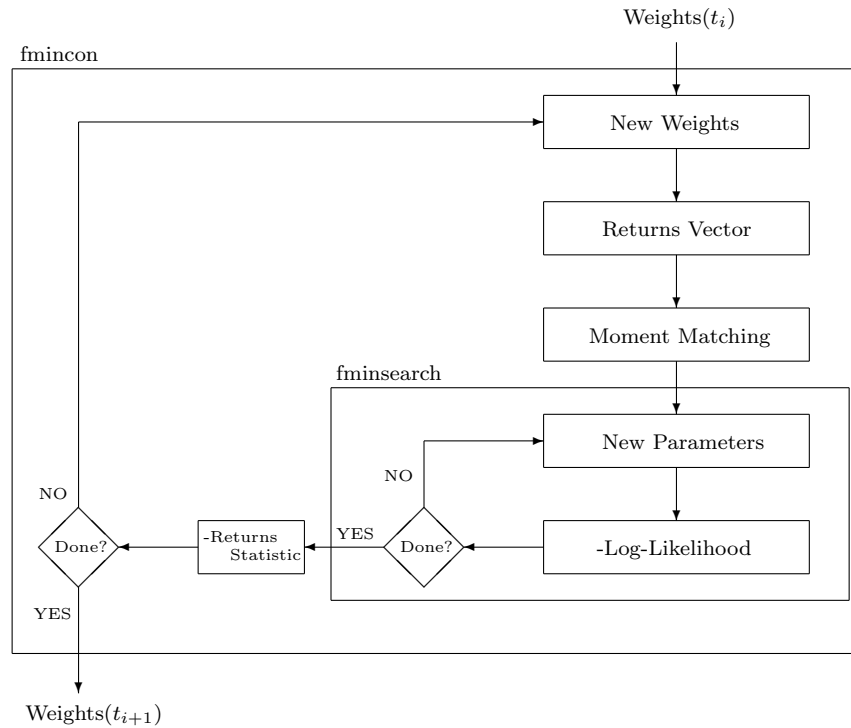 Weights(t_i)
fmincon
New Weights
Returns Vector
Moment Matching
fminsearch
New Parameters
NO
NO
YES
-Returns
Statistic
Done?
Done?
-Log-Likelihood
YES
Weights(t_{i+1})